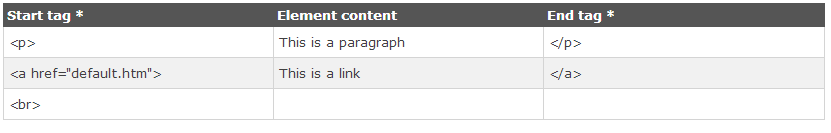 Start tag * Element content End tag *
<p> This is a paragraph </p>
<a href="default.htm"> This is a link </a>
<br>